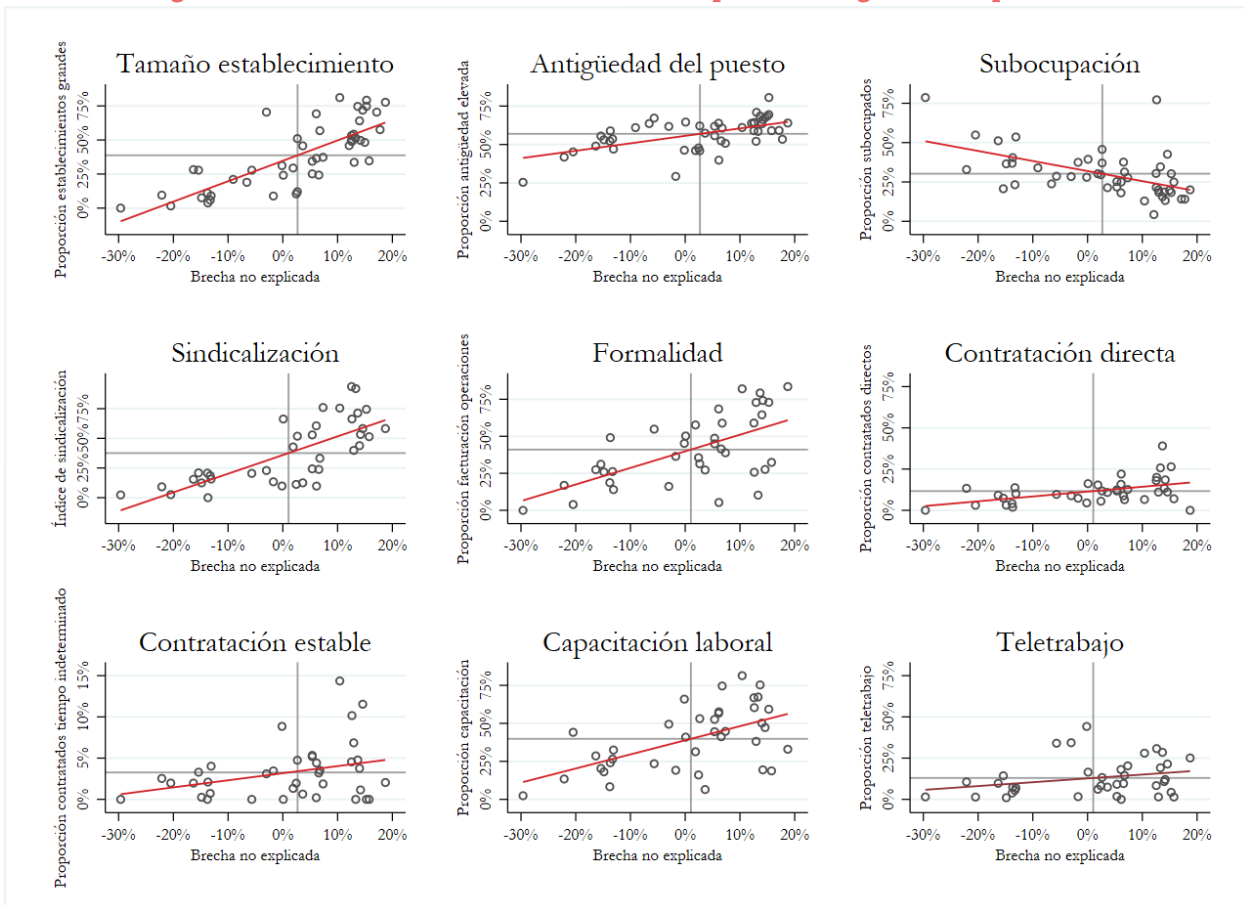 Tamaño establecimiento
Proporción establecimientos grandes
0% 25% 50% 75%
-30% -20% -10% 0% 10% 20%
Brecha no explicada
Antigüedad del puesto
Proporción antigüedad elevada
0% 25% 50% 75%
-30% -20% -10% 0% 10% 20%
Brecha no explicada
Subocupación
Proporción subocupados
0% 25% 50% 75%
-30% -20% -10% 0% 10% 20%
Brecha no explicada
Sindicalización
Índice de sindicalización
0% 25% 50% 75%
-30% -20% -10% 0% 10% 20%
Brecha no explicada
Formalidad
Proporción facturación operaciones
0% 25% 50% 75%
-30% -20% -10% 0% 10% 20%
Brecha no explicada
Contratación directa
Proporción contratados directos
0% 25% 50% 75%
-30% -20% -10% 0% 10% 20%
Brecha no explicada
Contratación estable
Proporción contratados tiempo indeterminado
0% 5% 10% 15%
-30% -20% -10% 0% 10% 20%
Brecha no explicada
Capacitación laboral
Proporción capacitación
0% 25% 50% 75%
-30% -20% -10% 0% 10% 20%
Brecha no explicada
Teletrabajo
Proporción teletrabajo
0% 25% 50% 75%
-30% -20% -10% 0% 10% 20%
Brecha no explicada